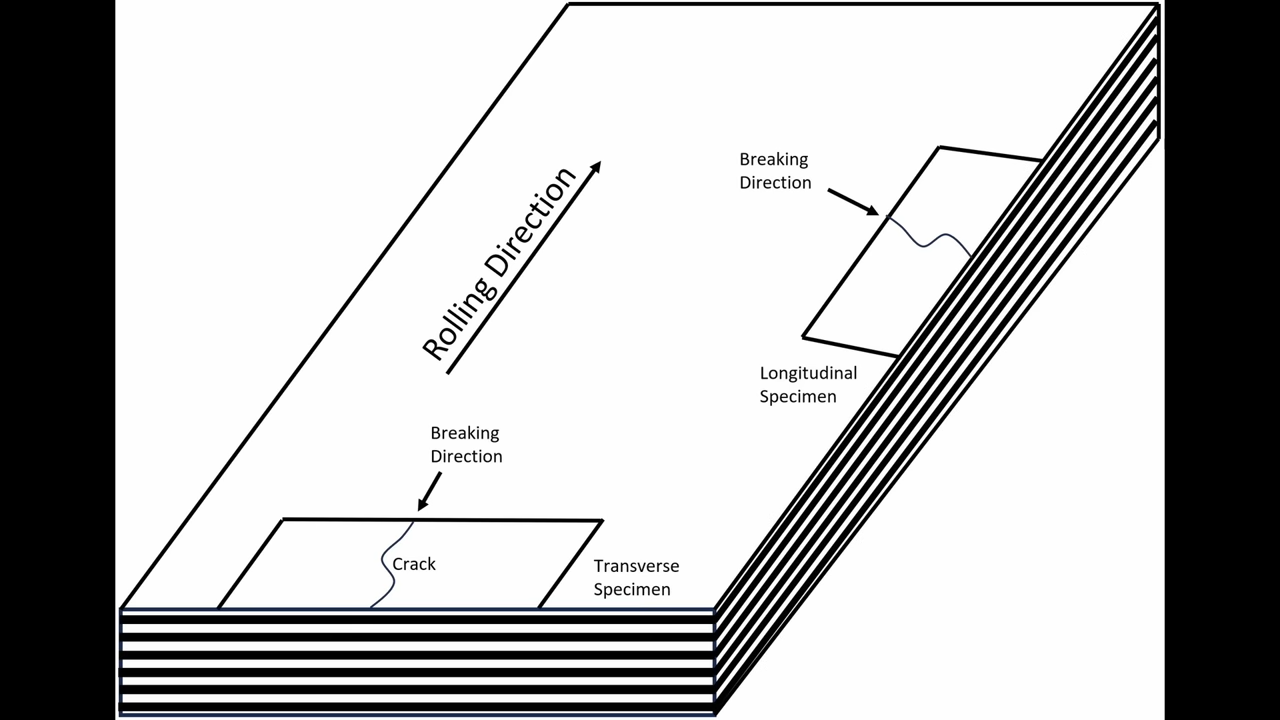 Breaking
Direction
Rolling Direction
Longitudinal
Specimen
Breaking
Direction
Crack
Transverse
Specimen